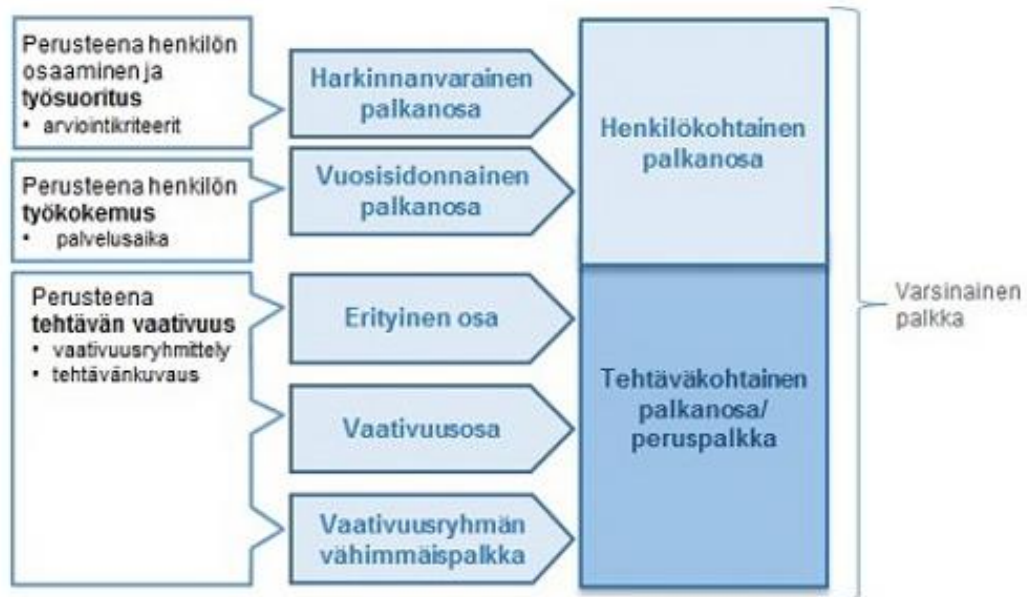 Perusteena henkilön
osaaminen ja
työsuoritus
• arviointikriteerit
Harkinnanvarainen
palkanosa
Henkilökohtainen
palkanosa
Perusteena henkilön
työkokemus
• palvelusaika
Vuosisidonnainen
palkanosa
Perusteena
tehtävän vaativuus
• vaativuusryhmittely
• tehtävänkuvaus
Erityinen osa
Varsinainen
palkka
Tehtäväkohtainen
palkanosa/
peruspalkka
Vaativuusosa
Vaativuusryhmän
vähimmäispalkka